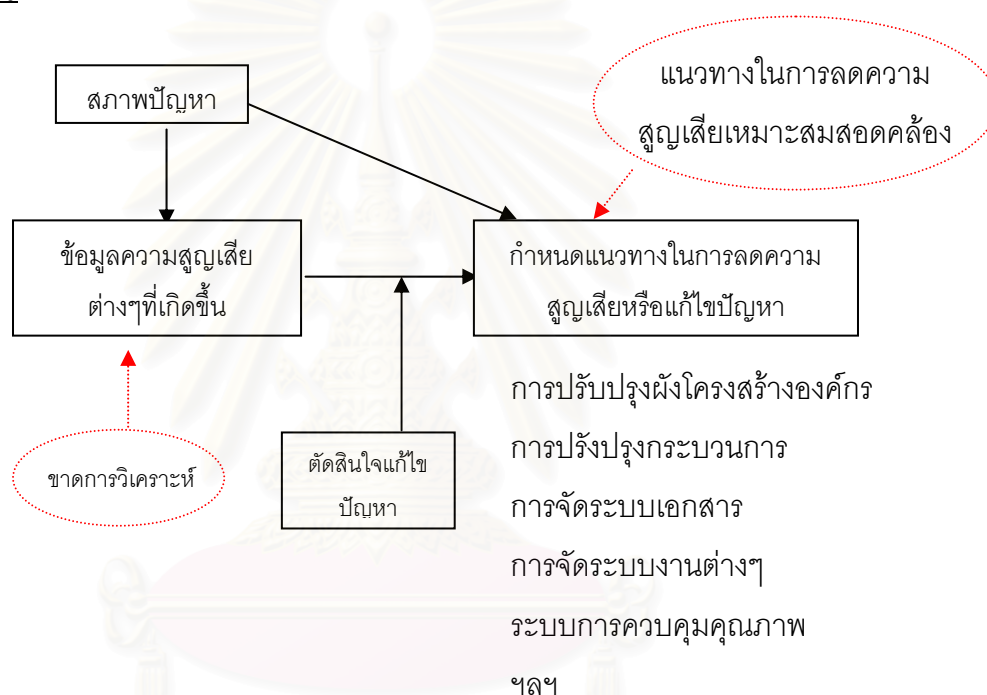 สภาพปัญหา
แนวทางในการลดความ
สูญเสียเหมาะสมสอดคล้อง
ข้อมูลความสูญเสีย
ต่างๆที่เกิดขึ้น
กำหนดแนวทางในการลดความ
สูญเสียหรือแก้ไขปัญหา
ขาดการวิเคราะห์
ตัดสินใจแก้ไข
ปัญหา
การปรับปรุงผังโครงสร้างองค์กร
การปรังปรุงกระบวนการ
การจัดระบบเอกสาร
การจัดระบบงานต่างๆ
ระบบการควบคุมคุณภาพ
ฯลฯ